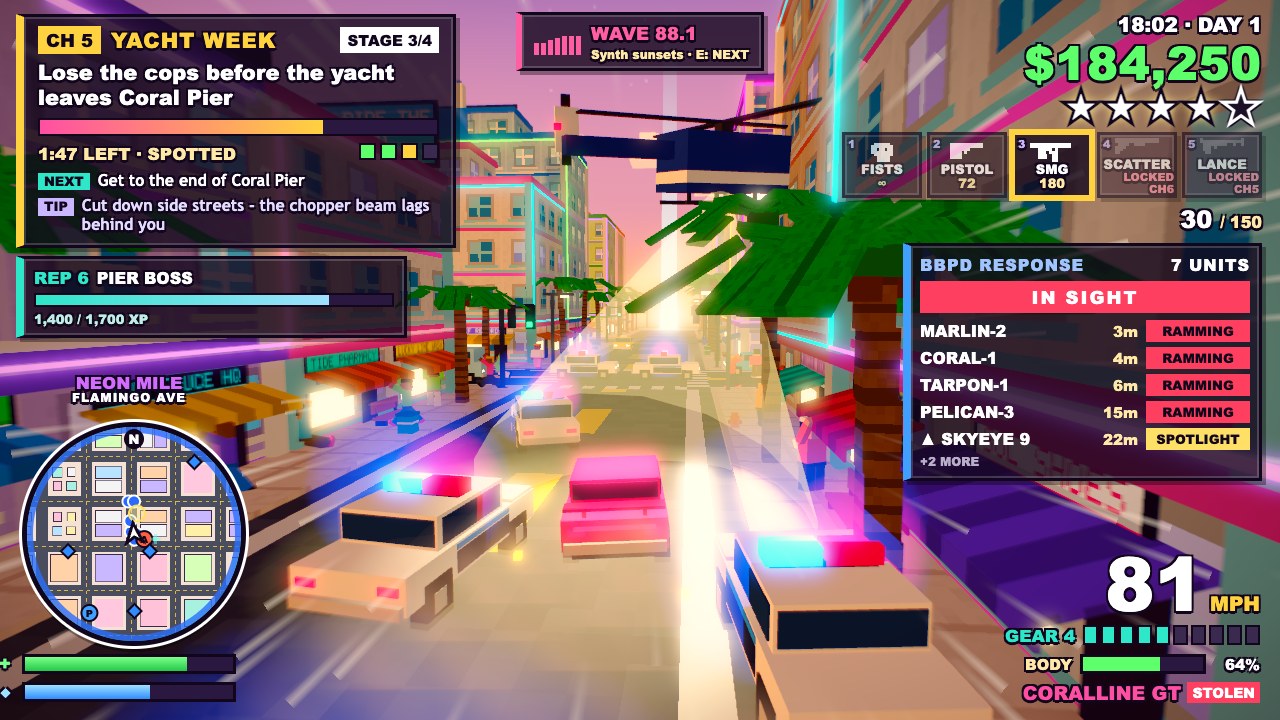 CH 5 YACHT WEEK STAGE 3/4
Lose the cops before the yacht
leaves Coral Pier
1:47 LEFT · SPOTTED
NEXT Get to the end of Coral Pier
TIP Cut down side streets - the chopper beam lags
behind you
REP 6 PIER BOSS
1,400 / 1,700 XP
WAVE 88.1
Synth sunsets · E: NEXT
18:02 · DAY 1
$184,250
1 FISTS ∞
2 PISTOL 72
3 SMG 180
4 SCATTER LOCKED CH6
5 LANCE LOCKED CH5
30 / 150
BBPD RESPONSE 7 UNITS
IN SIGHT
MARLIN-2 3m RAMMING
CORAL-1 4m RAMMING
TARPON-1 6m RAMMING
PELICAN-3 15m RAMMING
▲ SKYEYE 9 22m SPOTLIGHT
+2 MORE
TIDE PHARMACY
NEON MILE
FLAMINGO AVE
N
P
81 MPH
GEAR 4
BODY 64%
CORALLINE GT STOLEN